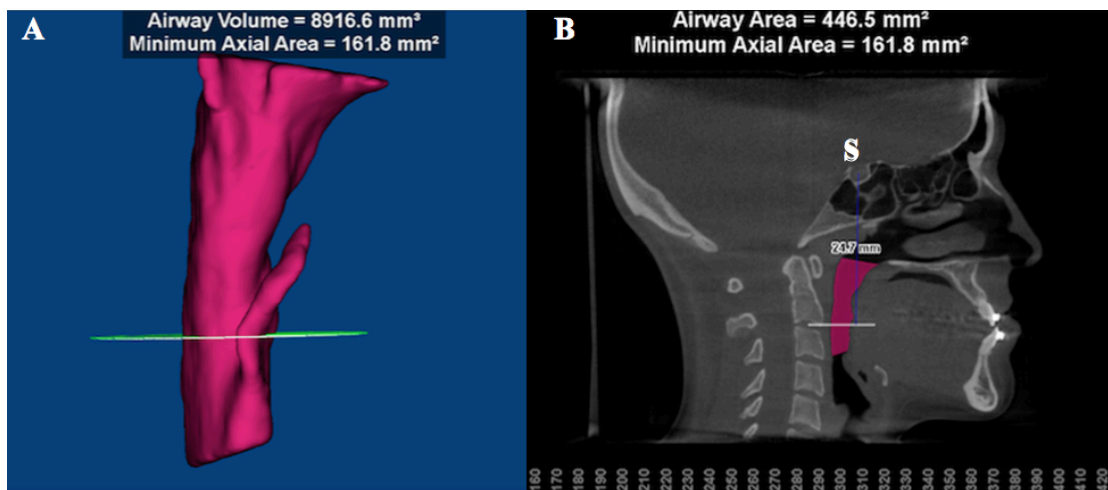 A
Airway Volume = 8916.6 mm³
Minimum Axial Area = 161.8 mm²
B
Airway Area = 446.5 mm²
Minimum Axial Area = 161.8 mm²
S
24.7 mm
160 180 190 200 210 220 230 240 250 260 270 280 290 300 310 320 330 340 350 360 370 380 390 400 410 420